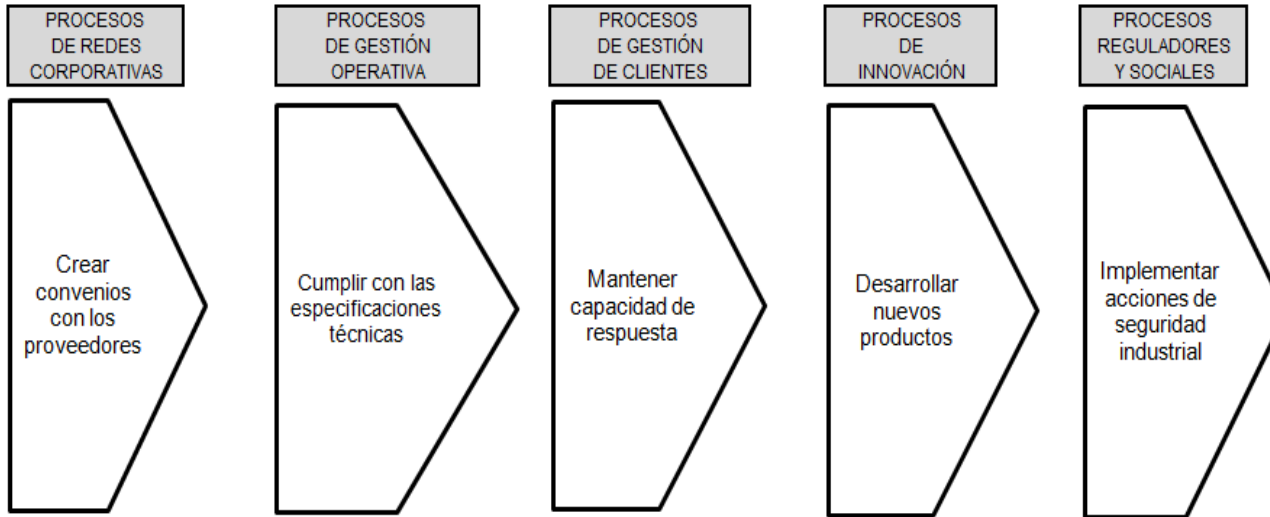 PROCESOS
DE REDES
CORPORATIVAS
PROCESOS
DE GESTIÓN
OPERATIVA
PROCESOS
DE GESTIÓN
DE CLIENTES
PROCESOS
DE
INNOVACIÓN
PROCESOS
REGULADORES
Y SOCIALES
Crear
convenios
con los
proveedores
Cumplir con las
especificaciones
técnicas
Mantener
capacidad de
respuesta
Desarrollar
nuevos
productos
Implementar
acciones de
seguridad
industrial